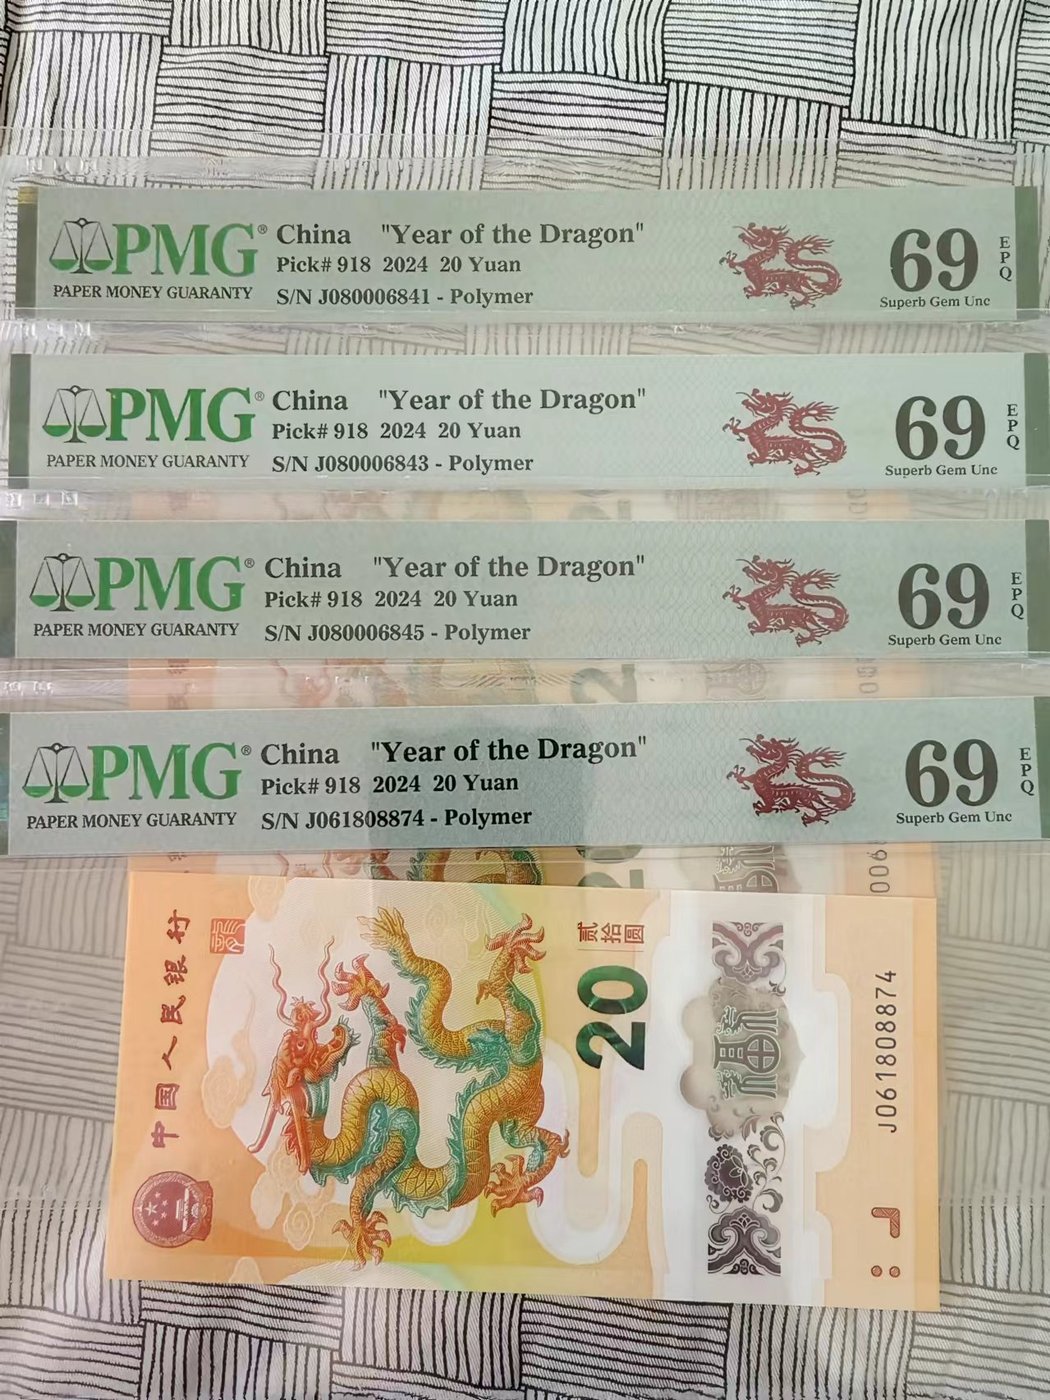 PMG® China "Year of the Dragon"
Pick# 918 2024 20 Yuan
PAPER MONEY GUARANTY
S/N J080006841 - Polymer
69
EPQ
Superb Gem Unc
PMG® China "Year of the Dragon"
Pick# 918 2024 20 Yuan
PAPER MONEY GUARANTY
S/N J080006843 - Polymer
69
EPQ
Superb Gem Unc
PMG® China "Year of the Dragon"
Pick# 918 2024 20 Yuan
PAPER MONEY GUARANTY
S/N J080006845 - Polymer
69
EPQ
Superb Gem Unc
PMG® China "Year of the Dragon"
Pick# 918 2024 20 Yuan
PAPER MONEY GUARANTY
S/N J061808874 - Polymer
69
EPQ
Superb Gem Unc
中国人民银行
贰拾圆
20
福
J061808874